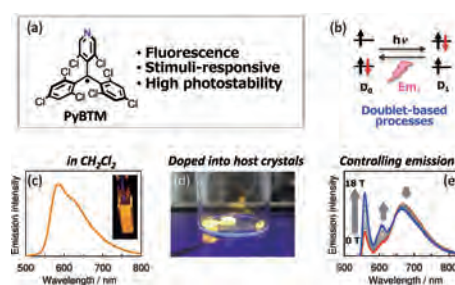 (a)
N
Cl
Cl
Cl
Cl
Cl
Cl
PyBTM
• Fluorescence
• Stimuli-responsive
• High photostability
(b)
hν
Em.
D0
D1
Doublet-based
processes
in CH2Cl2
(c)
Emission intensity
500
600
700
800
Wavelength / nm
Doped into host crystals
(d)
Controlling emission
(e)
18 T
0 T
Emission intensity
500
600
700
800
Wavelength / nm